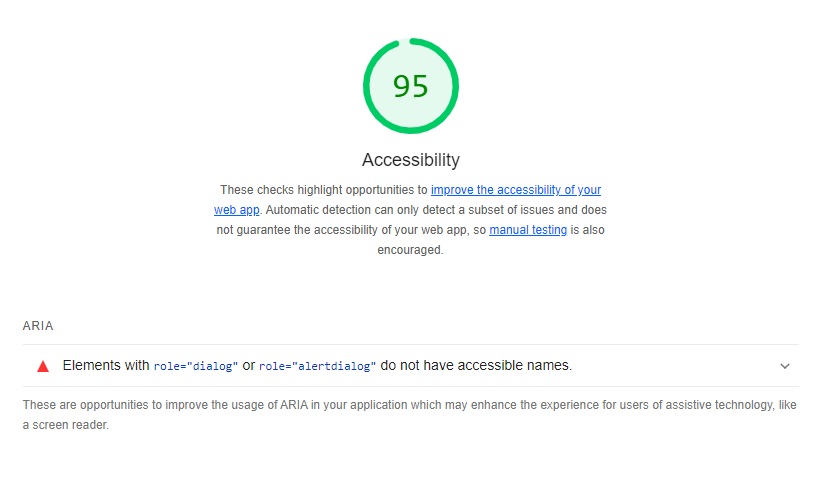 95
Accessibility
These checks highlight opportunities to improve the accessibility of your
web app. Automatic detection can only detect a subset of issues and does
not guarantee the accessibility of your web app, so manual testing is also
encouraged.
ARIA
Elements with role="dialog" or role="alertdialog" do not have accessible names.
These are opportunities to improve the usage of ARIA in your application which may enhance the experience for users of assistive technology, like
a screen reader.